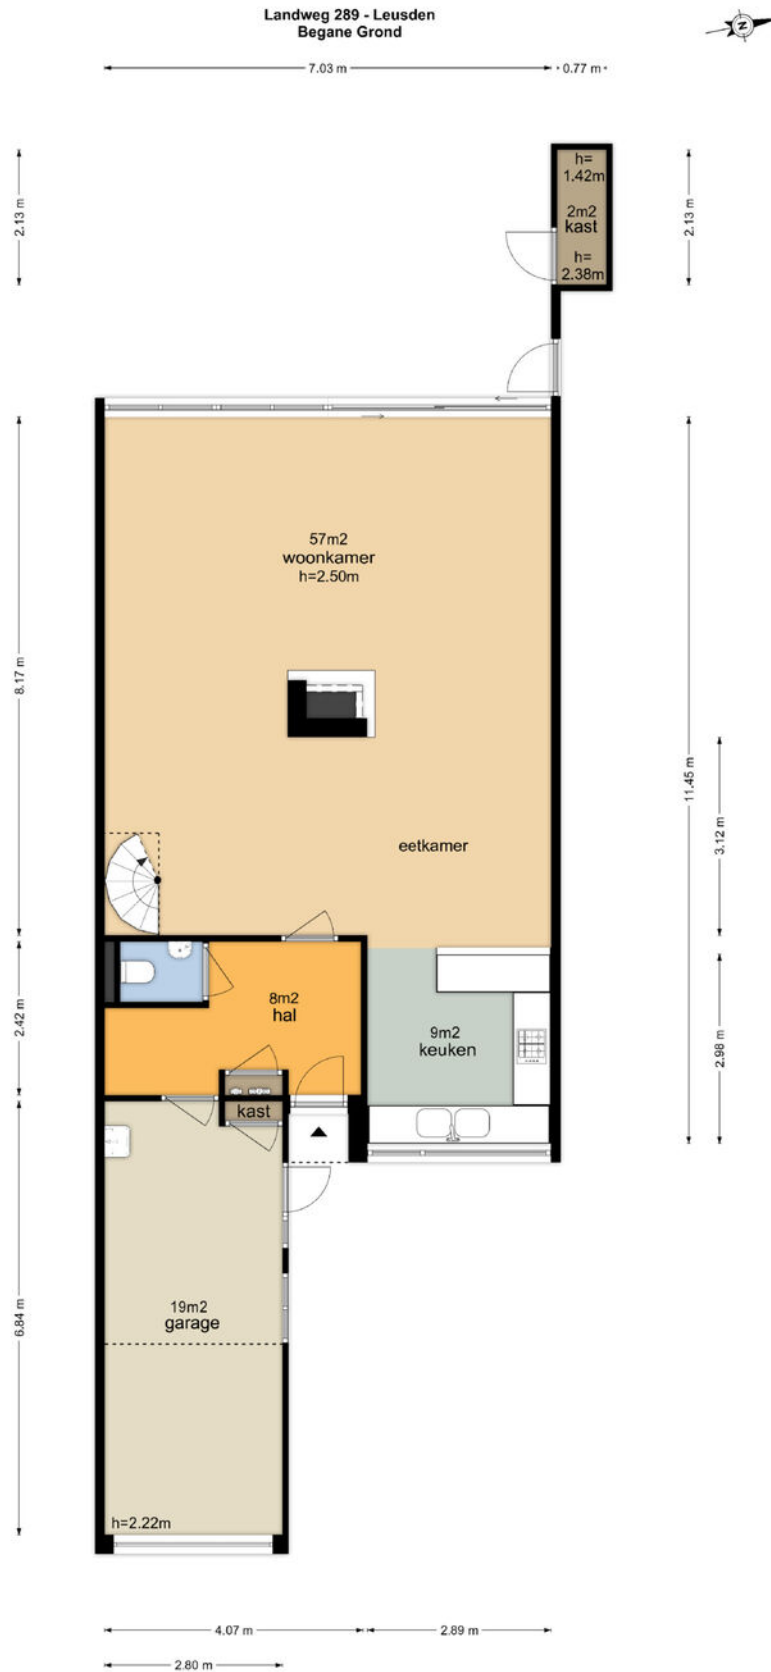 Landweg 289 - Leusden
Begane Grond
N
7.03 m
0.77 m
2.13 m
h=
1.42m
2m2
kast
h=
2.38m
2.13 m
57m2
woonkamer
h=2.50m
8.17 m
11.45 m
3.12 m
eetkamer
8m2
hal
9m2
keuken
2.42 m
2.98 m
kast
19m2
garage
6.84 m
h=2.22m
4.07 m
2.89 m
2.80 m